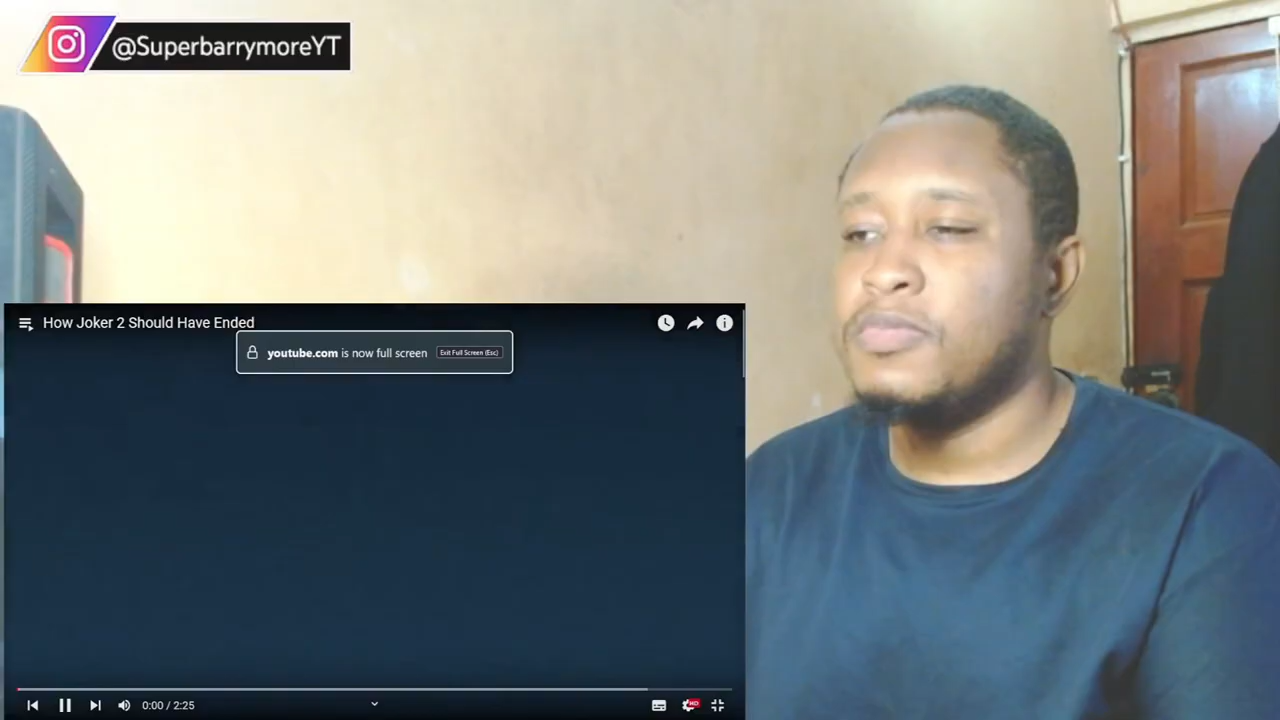 @SuperbarrymoreYT
How Joker 2 Should Have Ended
youtube.com is now full screen Exit Full Screen (Esc)
0:00 / 2:25
HD